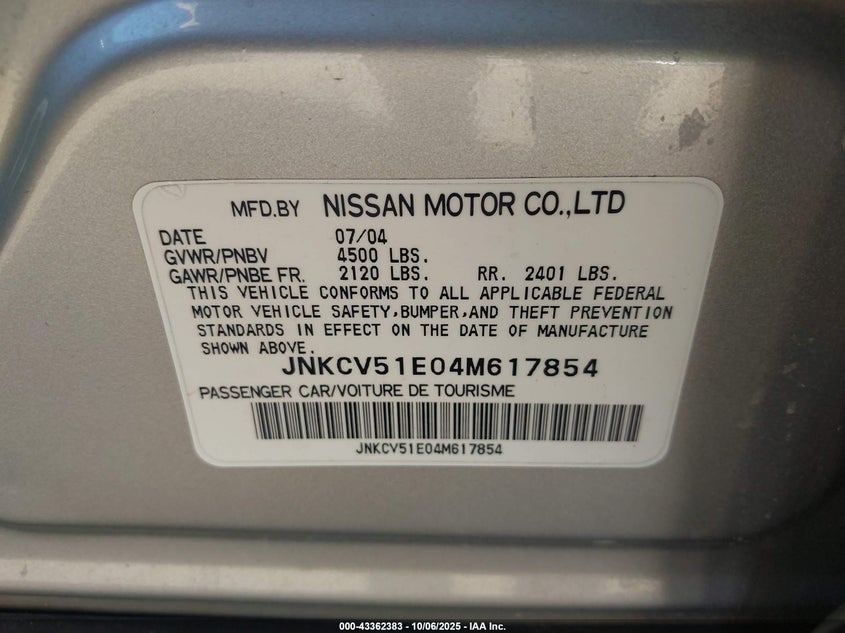 MFD.BY NISSAN MOTOR CO.,LTD
DATE 07/04
GVWR/PNBV 4500 LBS.
GAWR/PNBE FR. 2120 LBS. RR. 2401 LBS.
THIS VEHICLE CONFORMS TO ALL APPLICABLE FEDERAL
MOTOR VEHICLE SAFETY,BUMPER,AND THEFT PREVENTION
STANDARDS IN EFFECT ON THE DATE OF MANUFACTURE
SHOWN ABOVE.
JNKCV51E04M617854
PASSENGER CAR/VOITURE DE TOURISME
JNKCV51E04M617854
000-43362383 - 10/06/2025 - IAA Inc.